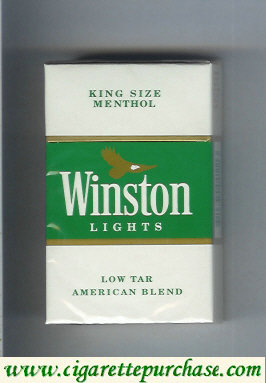 KING SIZE
MENTHOL
Winston
LIGHTS
LOW TAR
AMERICAN BLEND
www.cigarettepurchase.com